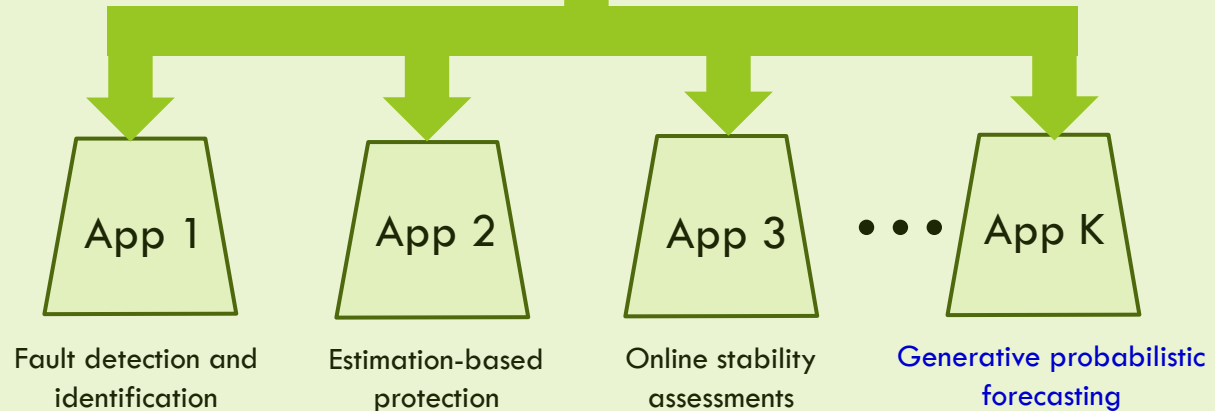 App 1
App 2
App 3
• • •
App K
Fault detection and
identification
Estimation-based
protection
Online stability
assessments
Generative probabilistic
forecasting